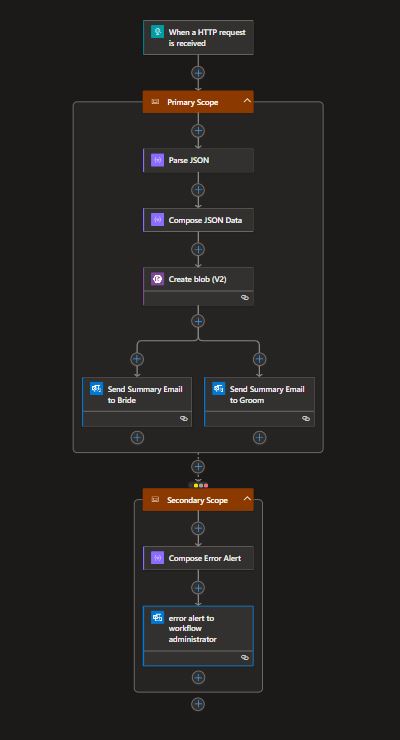 When a HTTP request
is received
Primary Scope
Parse JSON
Compose JSON Data
Create blob (V2)
Send Summary Email
to Bride
Send Summary Email
to Groom
Secondary Scope
Compose Error Alert
error alert to
workflow
administrator